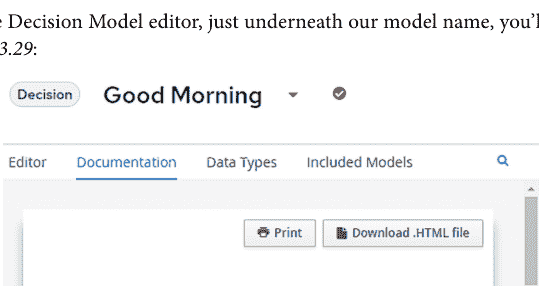 e Decision Model editor, just underneath our model name, you'l
3.29:
Decision Good Morning
Editor Documentation Data Types Included Models
Print Download .HTML file